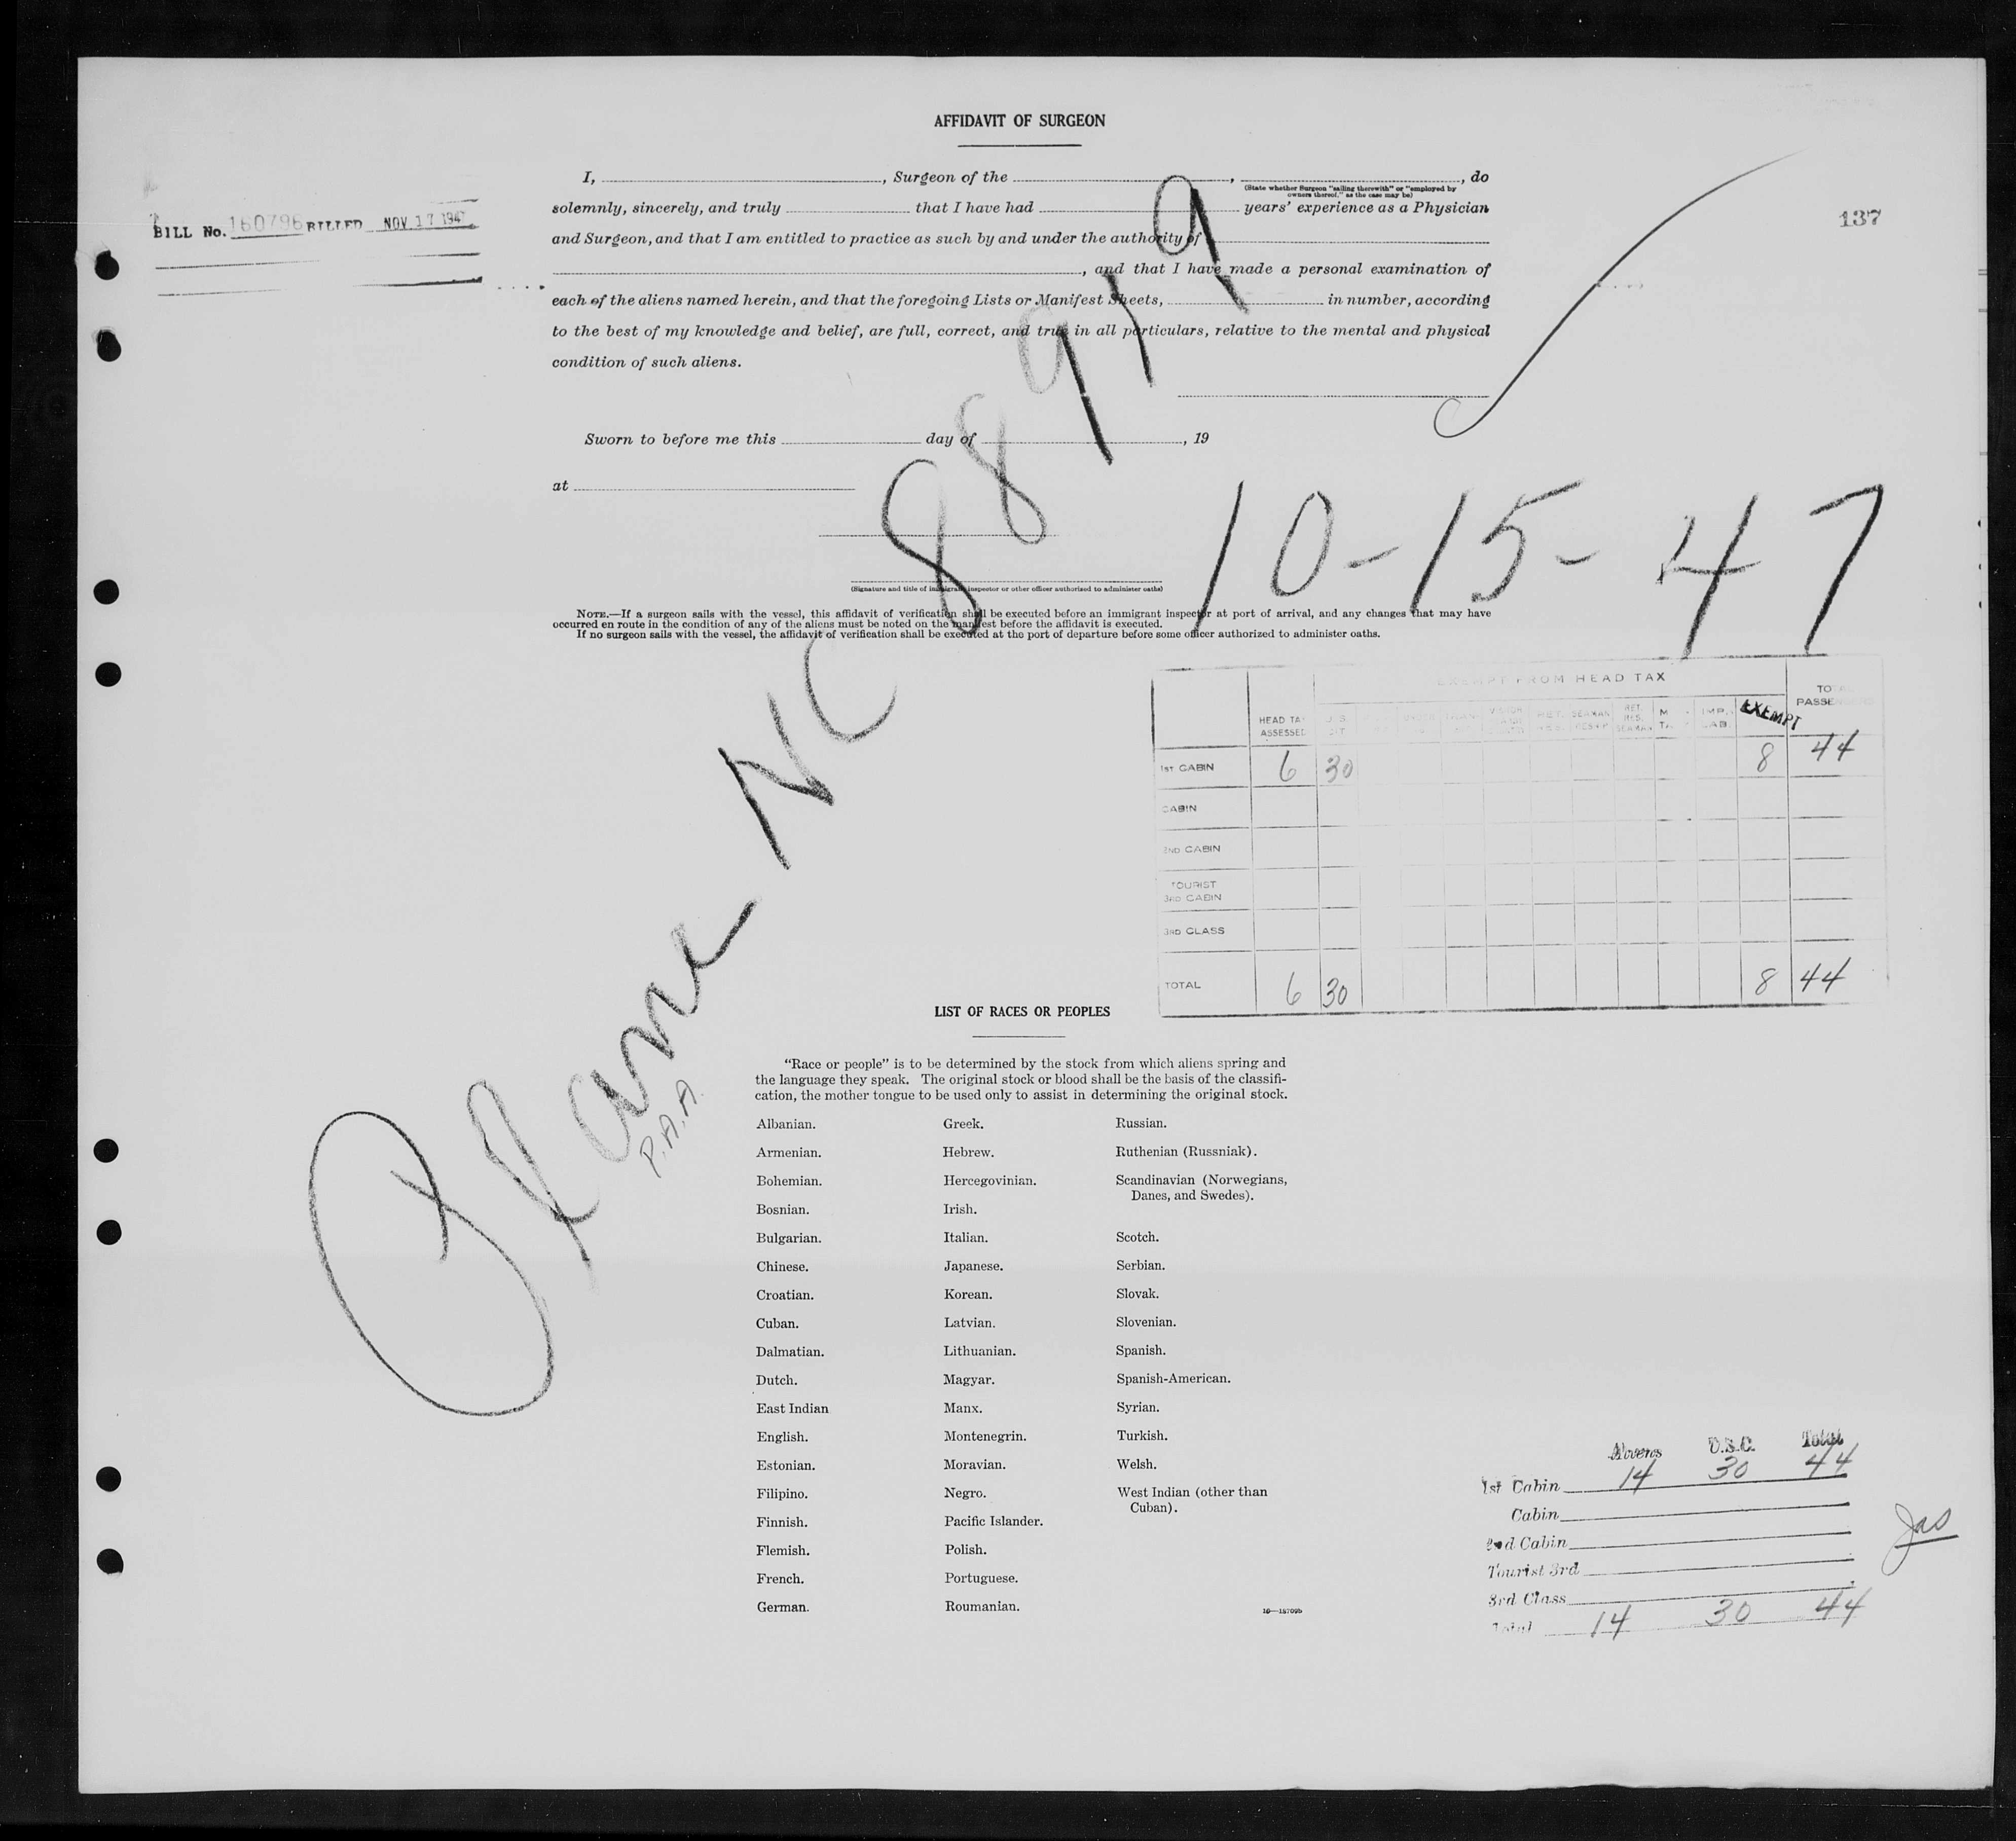 AFFIDAVIT OF SURGEON
I, , Surgeon of the , , do
(State whether Surgeon "sailing therewith" or "employed by
owners thereof," as the case may be)
solemnly, sincerely, and truly that I have had years' experience as a Physician
and Surgeon, and that I am entitled to practice as such by and under the authority of
, and that I have made a personal examination of
each of the aliens named herein, and that the foregoing Lists or Manifest Sheets, in number, according
to the best of my knowledge and belief, are full, correct, and true in all particulars, relative to the mental and physical
condition of such aliens.
Sworn to before me this day of , 19
at
(Signature and title of immigrant inspector or other officer authorized to administer oaths)
NOTE.—If a surgeon sails with the vessel, this affidavit of verification shall be executed before an immigrant inspector at port of arrival, and any changes that may have
occurred en route in the condition of any of the aliens must be noted on the manifest before the affidavit is executed.
If no surgeon sails with the vessel, the affidavit of verification shall be executed at the port of departure before some officer authorized to administer oaths.
BILL No. 160796 BILLED NOV 17 1947
137
Plane NC 88919
P.A.A.
10-15-47
EXEMPT FROM HEAD TAX
HEAD TAX ASSESSED
EXEMPT
TOTAL PASSENGERS
1st CABIN 6 30 8 44
CABIN
2ND CABIN
TOURIST
3RD CABIN
3RD CLASS
TOTAL 6 30 8 44
LIST OF RACES OR PEOPLES
"Race or people" is to be determined by the stock from which aliens spring and
the language they speak. The original stock or blood shall be the basis of the classifi-
cation, the mother tongue to be used only to assist in determining the original stock.
Albanian.
Armenian.
Bohemian.
Bosnian.
Bulgarian.
Chinese.
Croatian.
Cuban.
Dalmatian.
Dutch.
East Indian
English.
Estonian.
Filipino.
Finnish.
Flemish.
French.
German.
Greek.
Hebrew.
Hercegovinian.
Irish.
Italian.
Japanese.
Korean.
Latvian.
Lithuanian.
Magyar.
Manx.
Montenegrin.
Moravian.
Negro.
Pacific Islander.
Polish.
Portuguese.
Roumanian.
Russian.
Ruthenian (Russniak).
Scandinavian (Norwegians,
Danes, and Swedes).
Scotch.
Serbian.
Slovak.
Slovenian.
Spanish.
Spanish-American.
Syrian.
Turkish.
Welsh.
West Indian (other than
Cuban).
U.S.C. Total
1st Cabin 14 30 44
Cabin
2nd Cabin
Tourist 3rd
3rd Class
Total 14 30 44